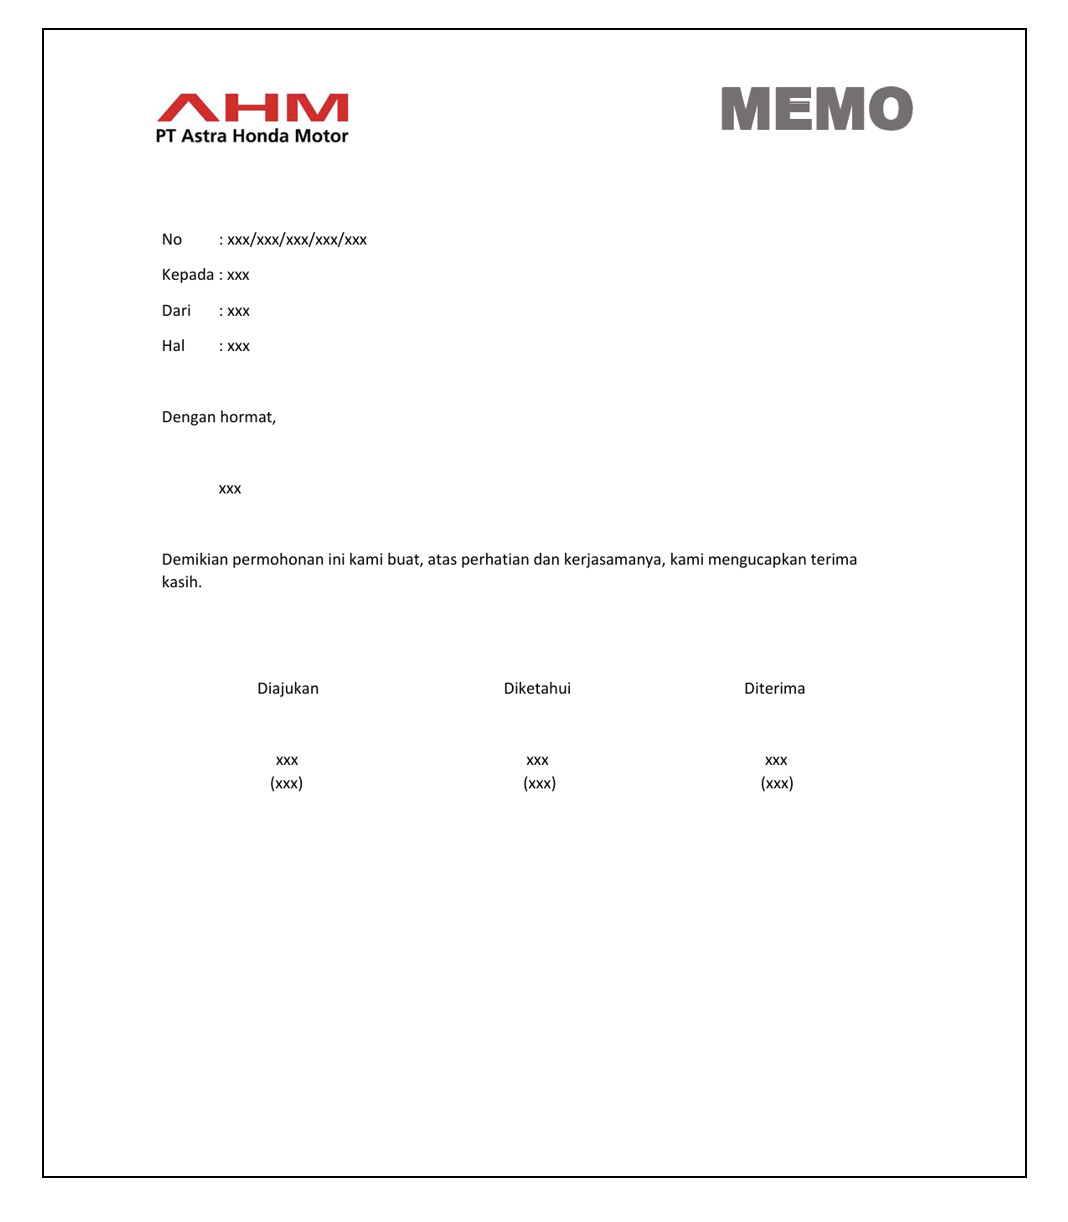 AHM
PT Astra Honda Motor
MEMO
No : xxx/xxx/xxx/xxx/xxx
Kepada : xxx
Dari : xxx
Hal : xxx
Dengan hormat,
xxx
Demikian permohonan ini kami buat, atas perhatian dan kerjasamanya, kami mengucapkan terima
kasih.
Diajukan Diketahui Diterima
xxx xxx xxx
(xxx) (xxx) (xxx)